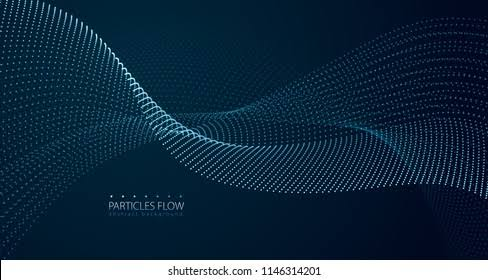 PARTICLES FLOW
Abstract background
shutterstock.com · 1146314201